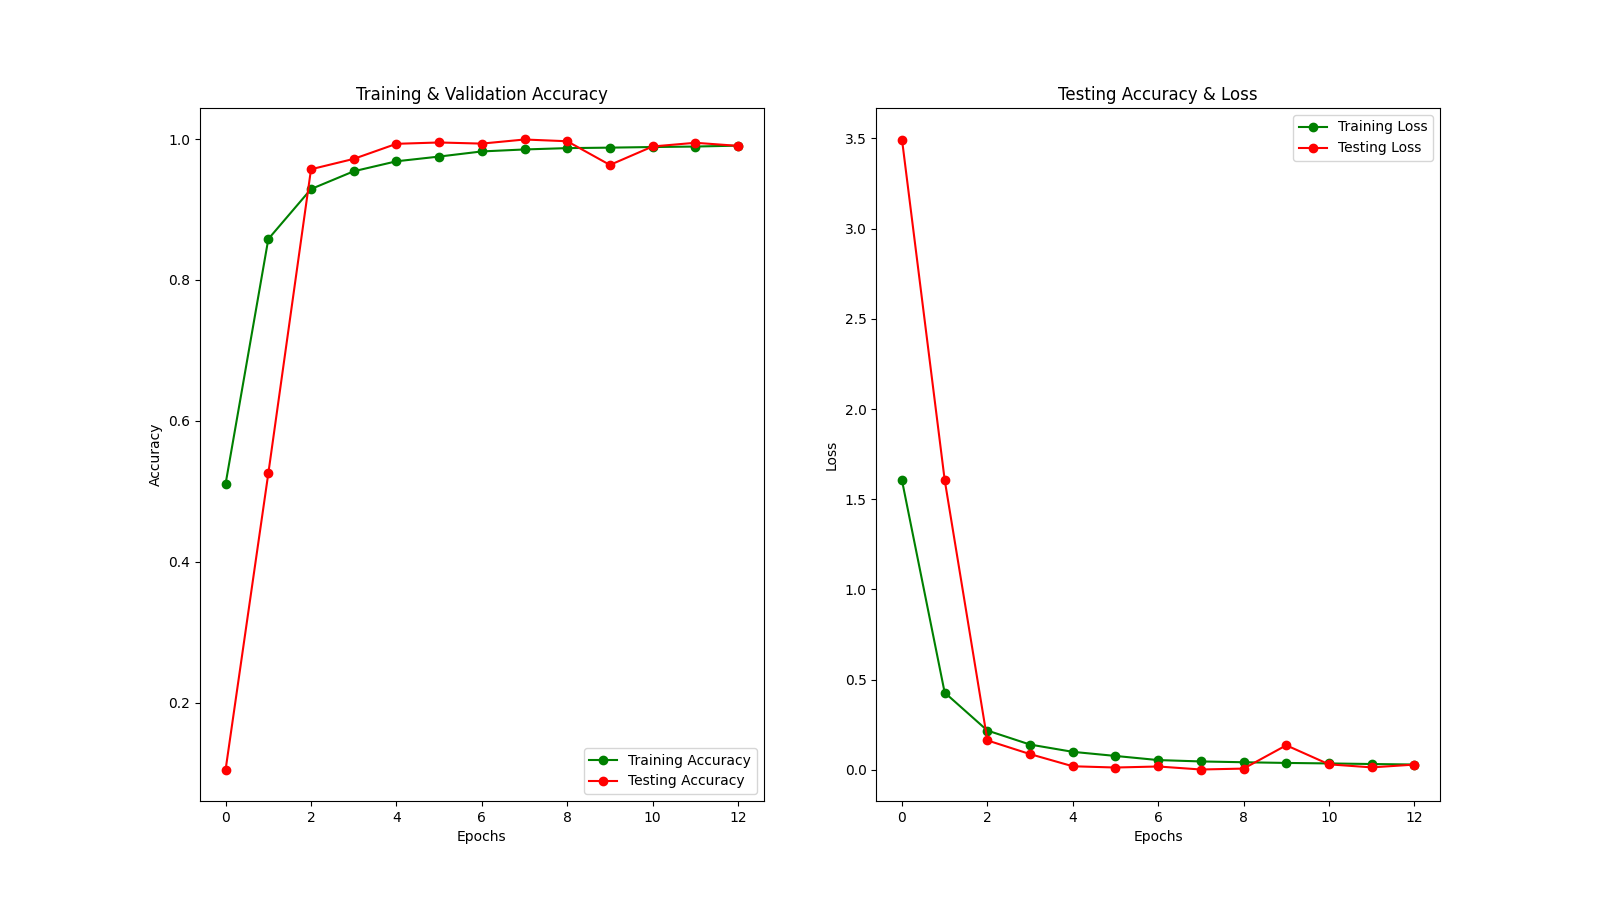 Training & Validation Accuracy
1.0
0.8
0.6
0.4
0.2
Accuracy
0 2 4 6 8 10 12
Epochs
Training Accuracy
Testing Accuracy
Testing Accuracy & Loss
3.5
3.0
2.5
2.0
1.5
1.0
0.5
0.0
Loss
0 2 4 6 8 10 12
Epochs
Training Loss
Testing Loss